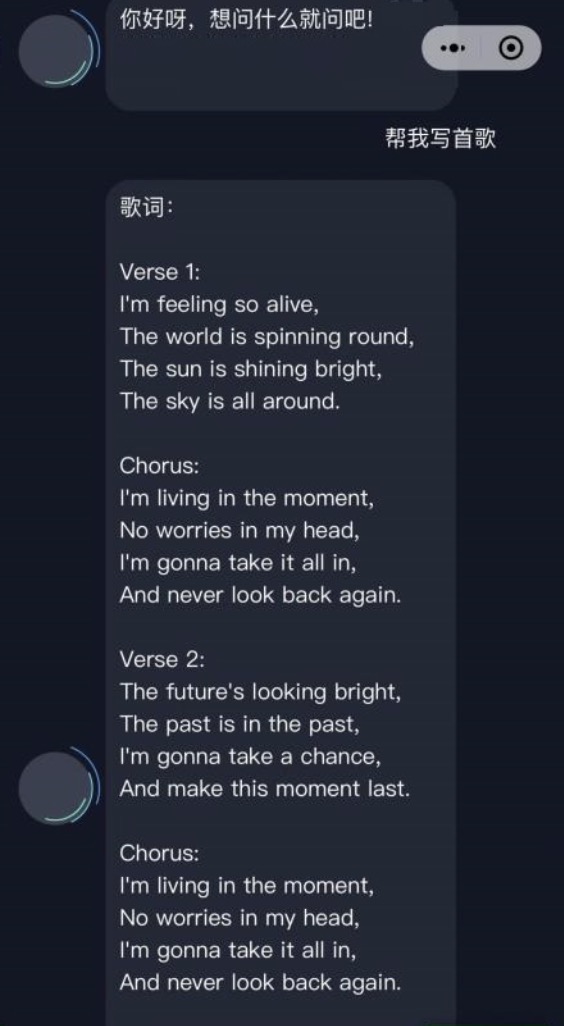 你好呀，想问什么就问吧！
帮我写首歌
歌词：
Verse 1:
I'm feeling so alive,
The world is spinning round,
The sun is shining bright,
The sky is all around.
Chorus:
I'm living in the moment,
No worries in my head,
I'm gonna take it all in,
And never look back again.
Verse 2:
The future's looking bright,
The past is in the past,
I'm gonna take a chance,
And make this moment last.
Chorus:
I'm living in the moment,
No worries in my head,
I'm gonna take it all in,
And never look back again.